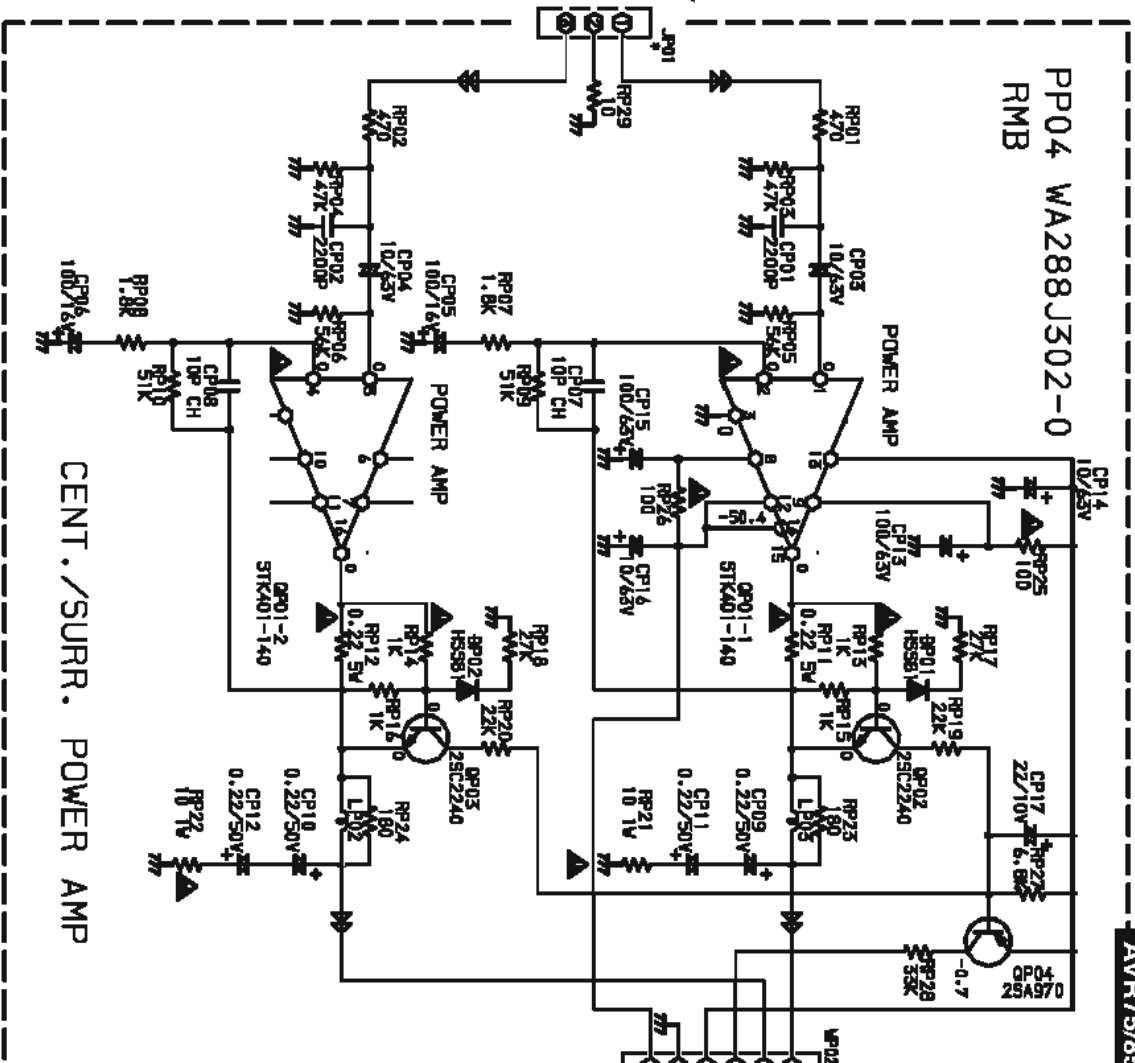 JP01
*
PP04 WA288J302-0
RMB
RP29
10
RP02
470
RP01
470
RP04
47K
RP03
47K
CP02
2200P
CP01
2200P
CP04
10/63V
CP03
10/63V
RP06
56K
RP05
56K
CP06
100/16V
RP08
1.8K
CP05
100/16V
RP07
1.8K
CP08
10P CH
RP10
51K
CP07
10P CH
RP09
51K
POWER AMP
POWER AMP
CP15
100/63V
RP26
100
-50.4
CP16
10/63V
CP14
10/63V
CP13
100/63V
RP25
100
QP01-2
STK401-140
QP01-1
STK401-140
RP12
0.22 5W
RP14
1K
DP02
HSS81
RP18
27K
RP11
0.22 5W
RP13
1K
DP01
HSS81
RP17
27K
RP16
1K
RP20
22K
RP15
1K
RP19
22K
QP03
2SC2240
QP02
2SC2240
LP02
RP24
180
LP03
RP23
180
CP10
0.22/50V
CP12
0.22/50V
RP22
10 1W
CP09
0.22/50V
CP11
0.22/50V
RP21
10 1W
CP17
22/10V
RP27
6.8K
QP04
2SA970
-0.7
RP28
33K
CENT./SURR. POWER AMP